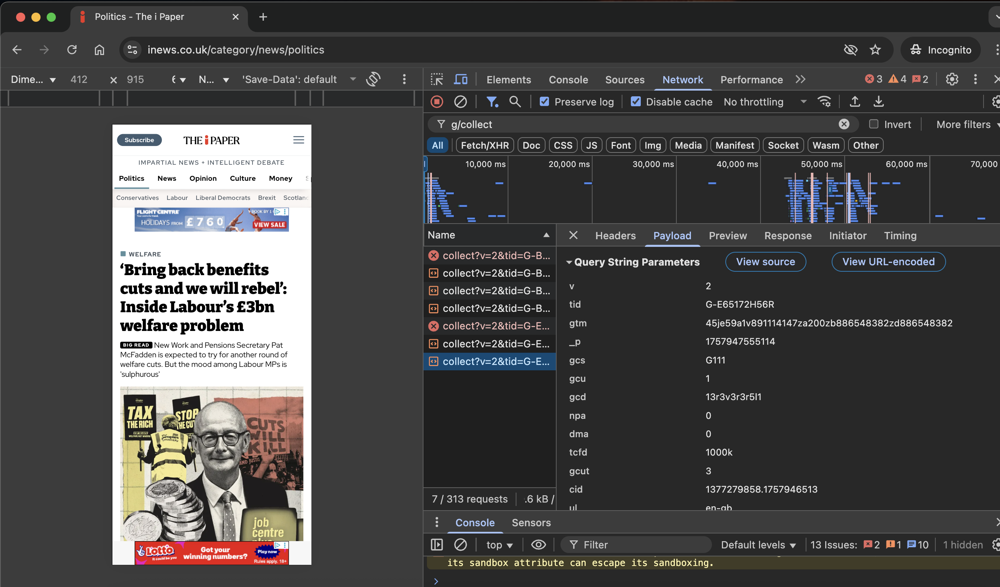 Politics - The i Paper
inews.co.uk/category/news/politics
Incognito
Dime... 412 × 915 N... 'Save-Data': default
Elements Console Sources Network Performance 3 4 2
Preserve log Disable cache No throttling
g/collect Invert More filters
All Fetch/XHR Doc CSS JS Font Img Media Manifest Socket Wasm Other
10,000 ms 20,000 ms 30,000 ms 40,000 ms 50,000 ms 60,000 ms 70,000
Subscribe THE i PAPER
IMPARTIAL NEWS + INTELLIGENT DEBATE
Politics News Opinion Culture Money
Conservatives Labour Liberal Democrats Brexit Scotland
FLIGHT CENTRE BOOK BY 1
HOLIDAYS FROM £760 VIEW SALE
WELFARE
‘Bring back benefits
cuts and we will rebel’:
Inside Labour’s £3bn
welfare problem
BIG READ New Work and Pensions Secretary Pat
McFadden is expected to try for another round of
welfare cuts. But the mood among Labour MPs is
'sulphurous'
TAX
THE RICH
WELFARE NOT WARFARE
STOP
THE CU
the
peoples
assembly
CUTS
WILL
KILL
AND JUSTICE
job
centre
Lotto
It could be you
Got your
winning numbers?
Play now
Rules apply. 18+
Name
collect?v=2&tid=G-B...
collect?v=2&tid=G-B...
collect?v=2&tid=G-B...
collect?v=2&tid=G-B...
collect?v=2&tid=G-E...
collect?v=2&tid=G-E...
collect?v=2&tid=G-E...
7 / 313 requests .6 kB /
Headers Payload Preview Response Initiator Timing
Query String Parameters View source View URL-encoded
v 2
tid G-E65172H56R
gtm 45je59a1v891114147za200zb886548382zd886548382
_p 1757947555114
gcs G111
gcu 1
gcd 13r3v3r3r5l1
npa 0
dma 0
tcfd 1000k
gcut 3
cid 1377279858.1757946513
ul en-gb
Console Sensors
top Filter Default levels 13 Issues: 2 1 10 1 hidden
its sandbox attribute can escape its sandboxing.